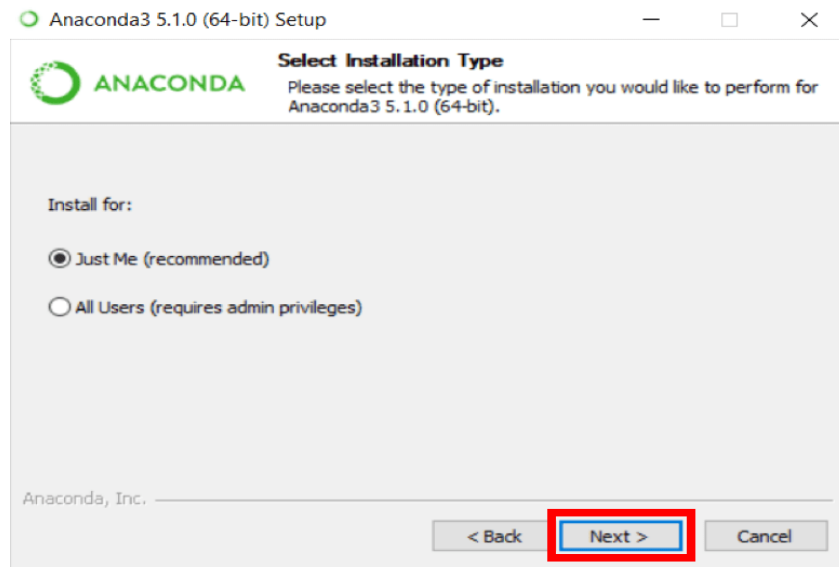 Anaconda3 5.1.0 (64-bit) Setup
ANACONDA
Select Installation Type
Please select the type of installation you would like to perform for
Anaconda3 5.1.0 (64-bit).
Install for:
Just Me (recommended)
All Users (requires admin privileges)
Anaconda, Inc.
< Back Next > Cancel